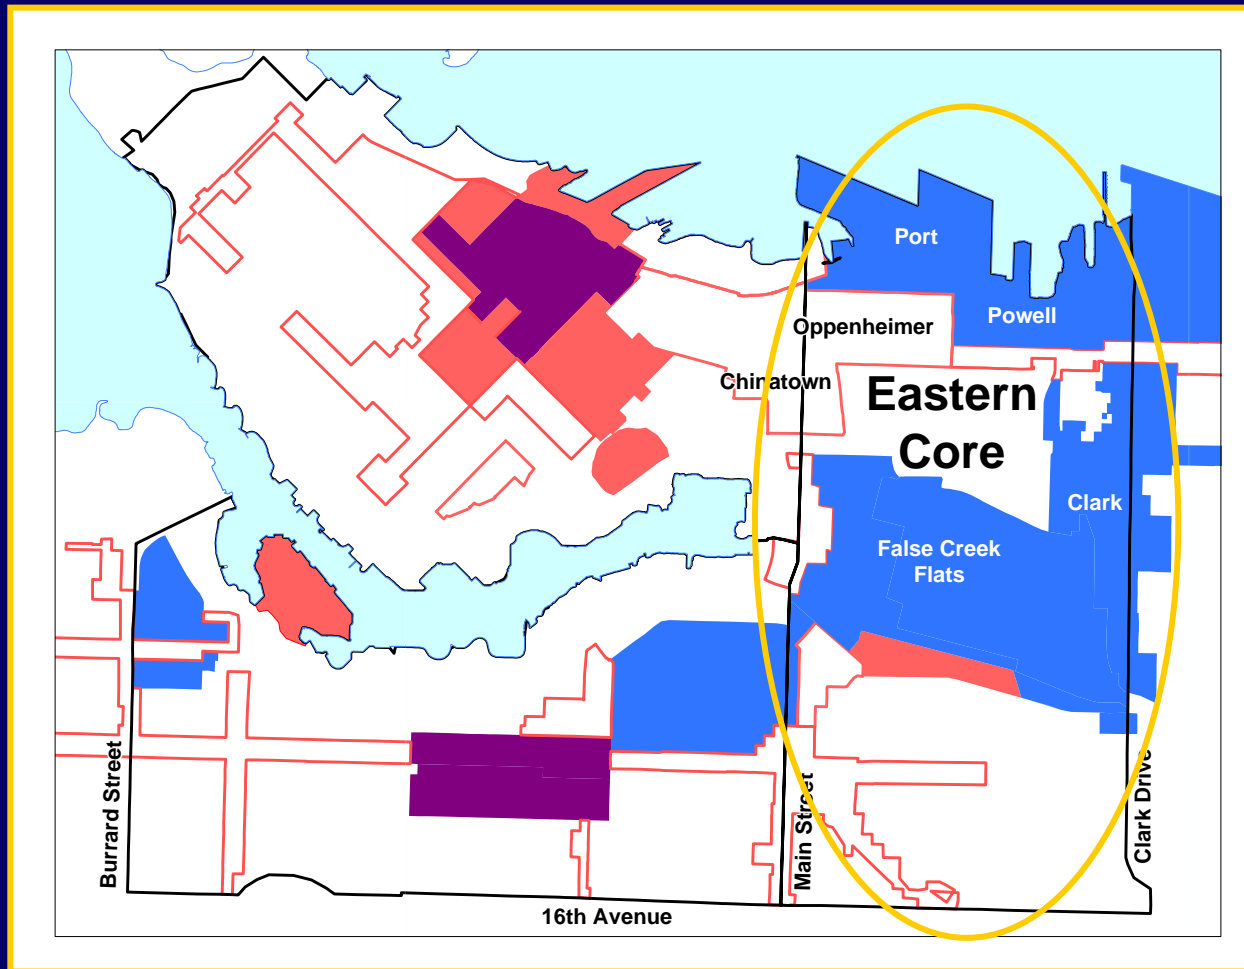 Port
Powell
Oppenheimer
Chinatown
Eastern
Core
Clark
False Creek
Flats
Burrard Street
Main Street
Clark Drive
16th Avenue